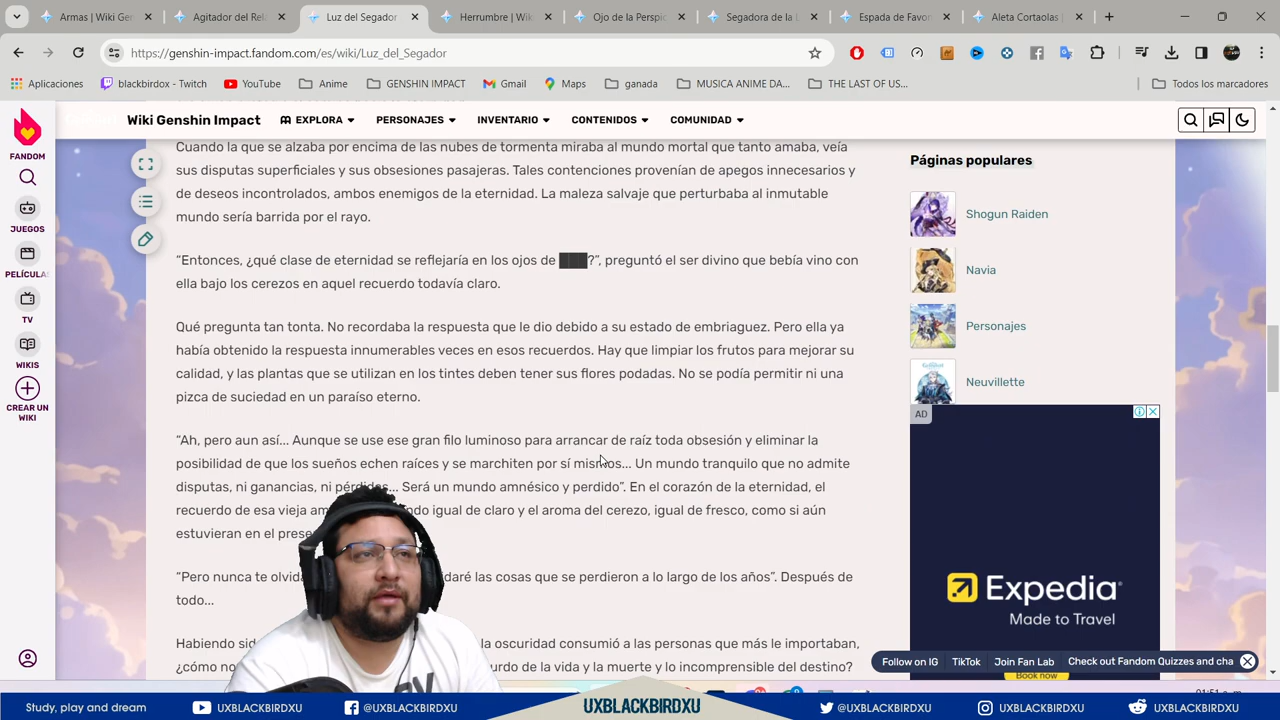 Armas | Wiki Gen
Agitador del Rel
Luz del Segador
Herrumbre | Wik
Ojo de la Perspic
Segadora de la
Espada de Favor
Aleta Cortaolas |
https://genshin-impact.fandom.com/es/wiki/Luz_del_Segador
Aplicaciones
blackbirdox - Twitch
YouTube
Anime
GENSHIN IMPACT
Gmail
Maps
ganada
MUSICA ANIME DA...
THE LAST OF US...
Todos los marcadores
Wiki Genshin Impact
EXPLORA
PERSONAJES
INVENTARIO
CONTENIDOS
COMUNIDAD
FANDOM
JUEGOS
PELÍCULA
TV
WIKIS
CREAR UN
WIKI
Cuando la que se alzaba por encima de las nubes de tormenta miraba al mundo mortal que tanto amaba, veía
sus disputas superficiales y sus obsesiones pasajeras. Tales contenciones provenían de apegos innecesarios y
de deseos incontrolados, ambos enemigos de la eternidad. La maleza salvaje que perturbaba al inmutable
mundo sería barrida por el rayo.
“Entonces, ¿qué clase de eternidad se reflejaría en los ojos de ███?”, preguntó el ser divino que bebía vino con
ella bajo los cerezos en aquel recuerdo todavía claro.
Qué pregunta tan tonta. No recordaba la respuesta que le dio debido a su estado de embriaguez. Pero ella ya
había obtenido la respuesta innumerables veces en esos recuerdos. Hay que limpiar los frutos para mejorar su
calidad, y las plantas que se utilizan en los tintes deben tener sus flores podadas. No se podía permitir ni una
pizca de suciedad en un paraíso eterno.
“Ah, pero aun así... Aunque se use ese gran filo luminoso para arrancar de raíz toda obsesión y eliminar la
posibilidad de que los sueños echen raíces y se marchiten por sí mismos... Un mundo tranquilo que no admite
disputas, ni ganancias, ni pérdidas... Será un mundo amnésico y perdido”. En el corazón de la eternidad, el
recuerdo de esa vieja am do igual de claro y el aroma del cerezo, igual de fresco, como si aún
estuvieran en el prese
“Pero nunca te olvida daré las cosas que se perdieron a lo largo de los años”. Después de
todo...
Habiendo sid la oscuridad consumió a las personas que más le importaban,
¿cómo no urdo de la vida y la muerte y lo incomprensible del destino?
Páginas populares
Shogun Raiden
Navia
Personajes
Neuvillette
AD
Expedia
Made to Travel
Book now
Follow on IG
TikTok
Join Fan Lab
Check out Fandom Quizzes and cha
01:51 a. m.
Study, play and dream
UXBLACKBIRDXU
@UXBLACKBIRDXU
UXBLACKBIRDXU
@UXBLACKBIRDXU
@UXBLACKBIRDXU